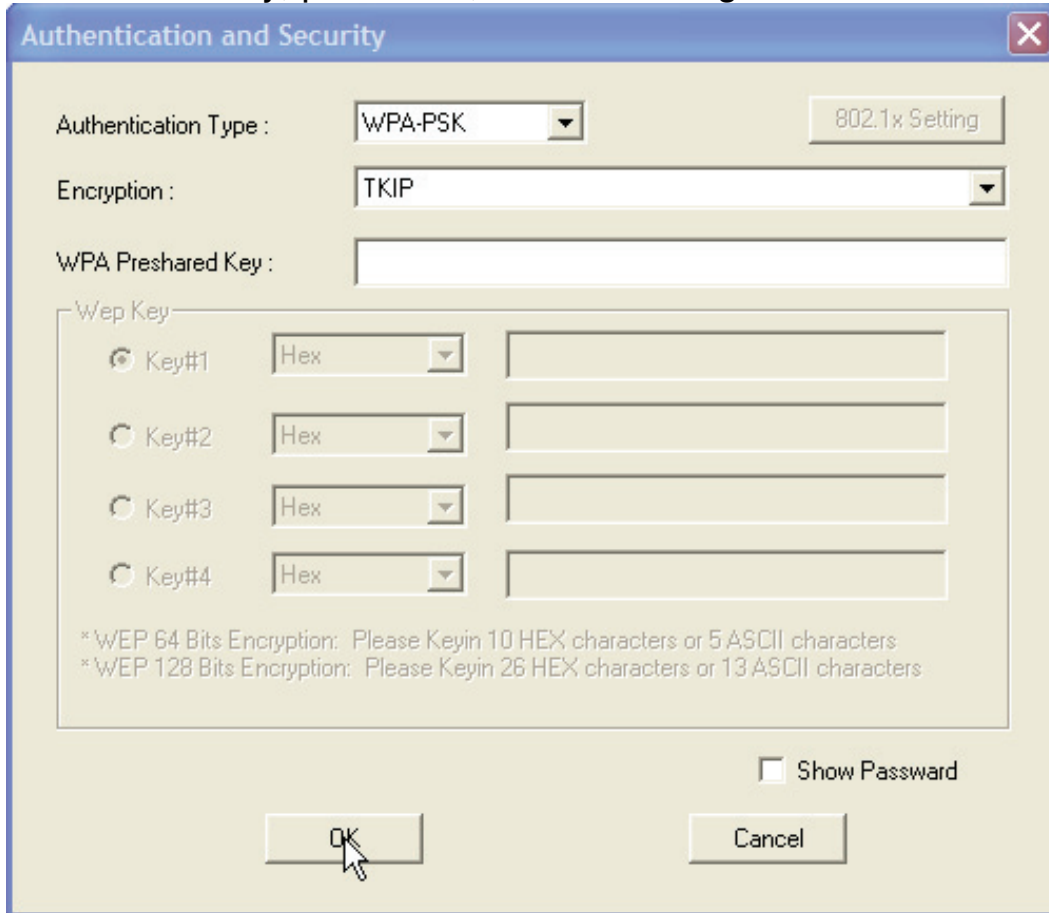 Authentication and Security
Authentication Type : WPA-PSK 802.1x Setting
Encryption : TKIP
WPA Preshared Key :
Wep Key
Key#1 Hex
Key#2 Hex
Key#3 Hex
Key#4 Hex
* WEP 64 Bits Encryption: Please Keyin 10 HEX characters or 5 ASCII characters
* WEP 128 Bits Encryption: Please Keyin 26 HEX characters or 13 ASCII characters
Show Passward
OK Cancel